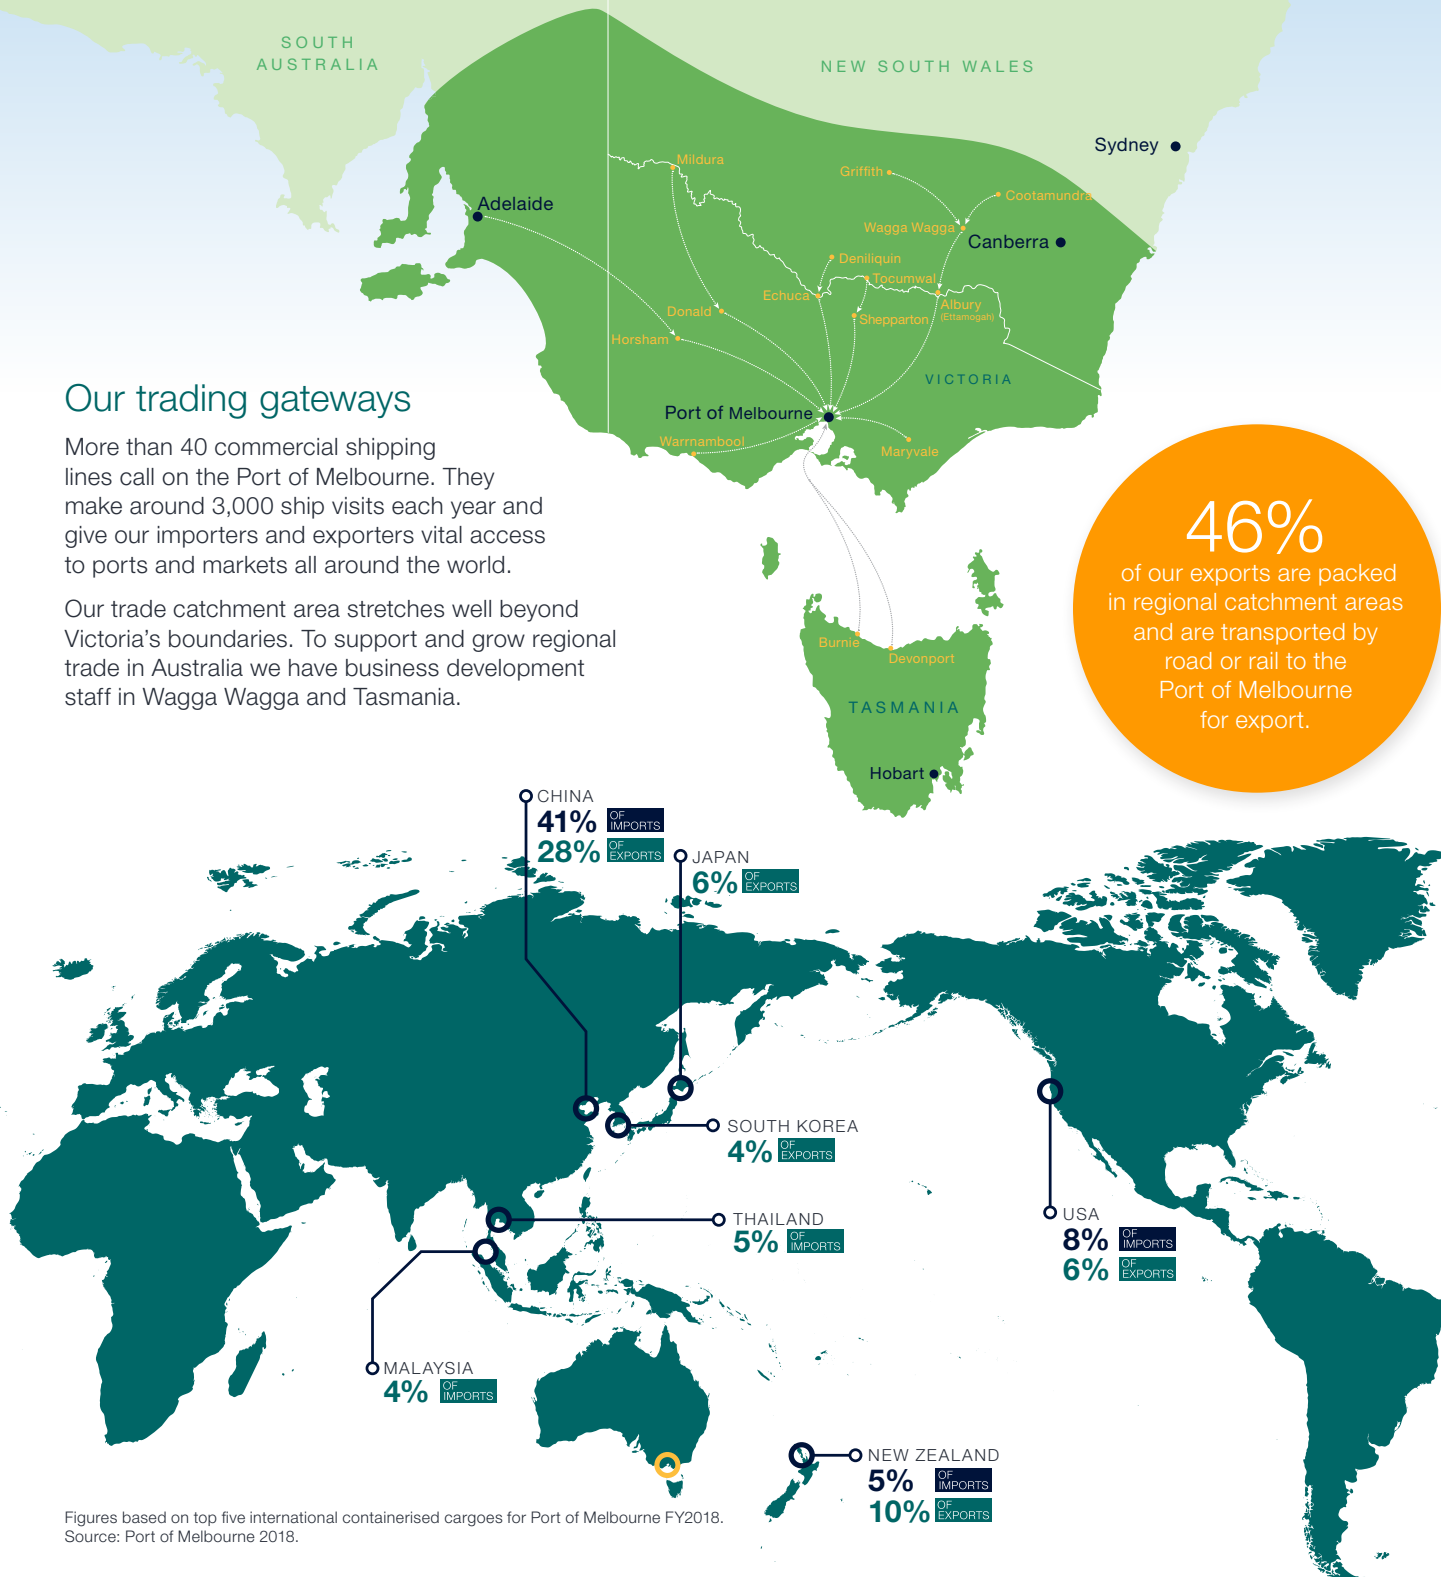 SOUTH
AUSTRALIA
NEW SOUTH WALES
Sydney
Mildura
Griffith
Cootamundra
Adelaide
Wagga Wagga
Canberra
Deniliquin
Tocumwal
Echuca
Albury
(Ettamogah)
Donald
Shepparton
Horsham
VICTORIA
Port of Melbourne
Warrnambool
Maryvale
Burnie
Devonport
TASMANIA
Hobart
Our trading gateways
More than 40 commercial shipping
lines call on the Port of Melbourne. They
make around 3,000 ship visits each year and
give our importers and exporters vital access
to ports and markets all around the world.
Our trade catchment area stretches well beyond
Victoria’s boundaries. To support and grow regional
trade in Australia we have business development
staff in Wagga Wagga and Tasmania.
46%
of our exports are packed
in regional catchment areas
and are transported by
road or rail to the
Port of Melbourne
for export.
CHINA
41% OF IMPORTS
28% OF EXPORTS
JAPAN
6% OF EXPORTS
SOUTH KOREA
4% OF EXPORTS
THAILAND
5% OF IMPORTS
USA
8% OF IMPORTS
6% OF EXPORTS
MALAYSIA
4% OF IMPORTS
NEW ZEALAND
5% OF IMPORTS
10% OF EXPORTS
Figures based on top five international containerised cargoes for Port of Melbourne FY2018.
Source: Port of Melbourne 2018.